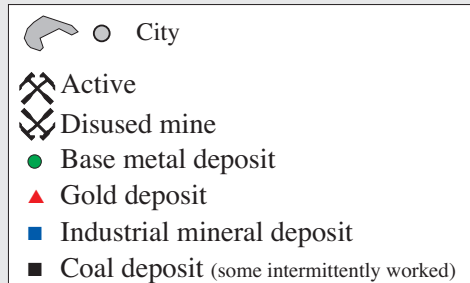 City
Active
Disused mine
Base metal deposit
Gold deposit
Industrial mineral deposit
Coal deposit (some intermittently worked)